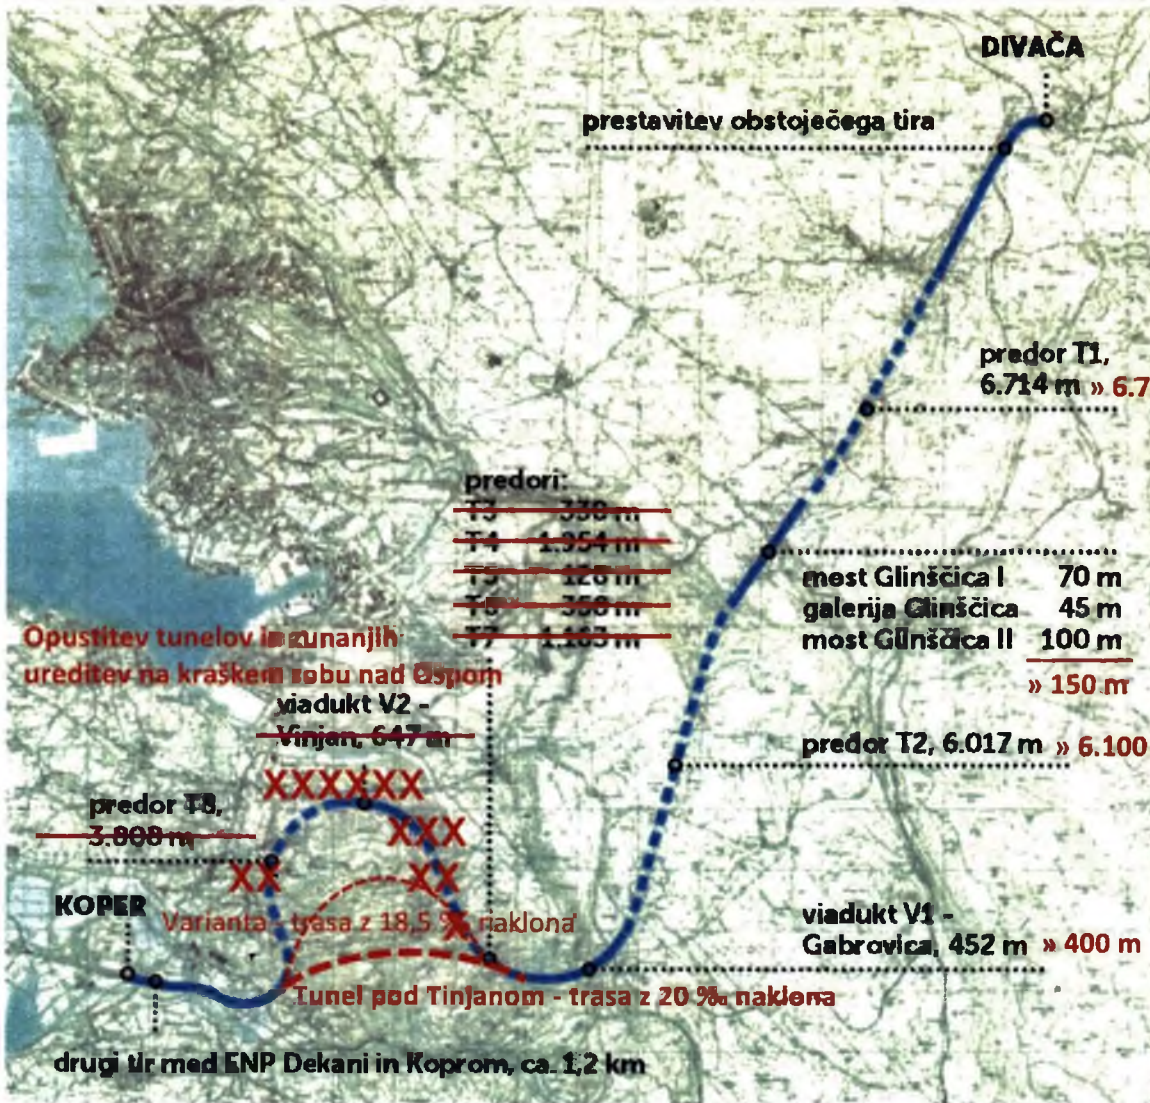 DIVAČA
prestavitev obstoječega tira
predor T1,
6.714 m » 6.7
predori:
T3 m
T4 1.954 m
T5 128 m
358 m
T7 1.163 m
most Glinščica I 70 m
galerija Glinščica 45 m
most Glinščica II 100 m
» 150 m
Opustitev tunelov in zunanjih
ureditev na kraškem robu nad Ospom
viadukt V2 -
Vinjan, 647 m
predor T2, 6.017 m » 6.100
XXXXXX
predor T8,
3.808 m
XXX
XX
XX
KOPER
Varianta - trasa z 18,5 ‰ naklona
X
viadukt V1 -
Gabrovica, 452 m » 400 m
Tunel pod Tinjanom - trasa z 20 ‰ naklona
drugi tir med ENP Dekani in Koprom, ca. 1,2 km